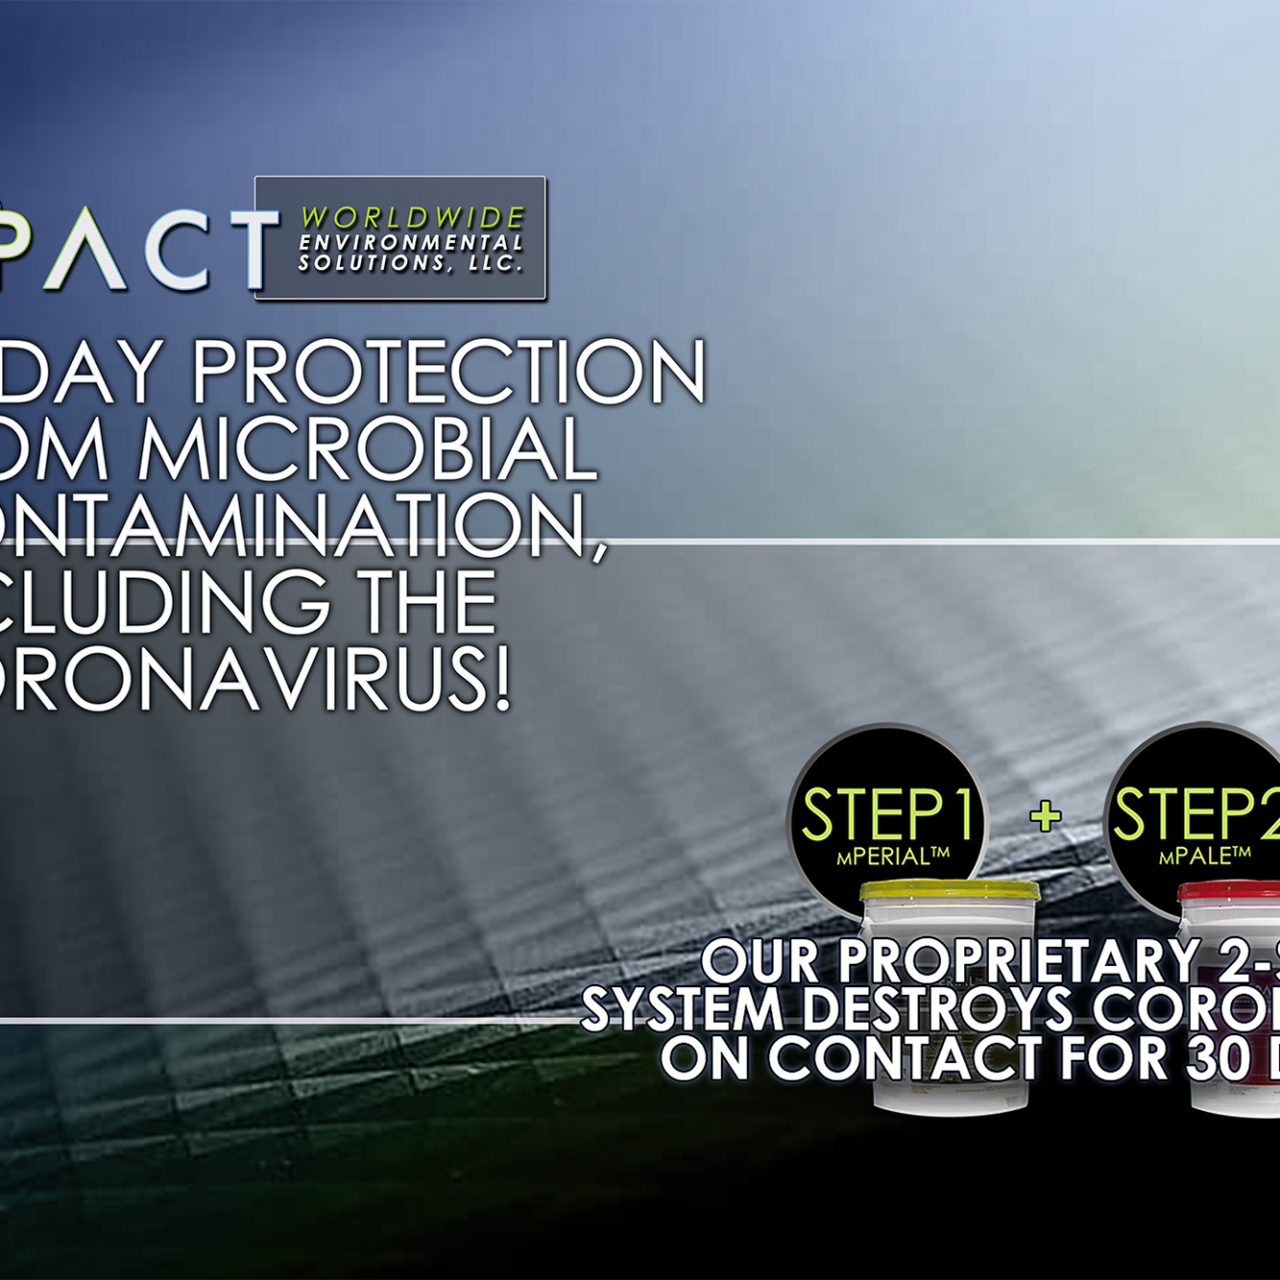 PACT
WORLDWIDE
ENVIRONMENTAL
SOLUTIONS, LLC.
DAY PROTECTION
OM MICROBIAL
ONTAMINATION,
CLUDING THE
ORONAVIRUS!
STEP1 + STEP2
mPERIAL™ mPALE™
OUR PROPRIETARY 2-S
SYSTEM DESTROYS COROI
ON CONTACT FOR 30 D